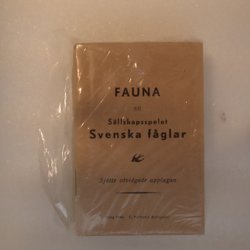 FAUNA
till
Sällskapsspelet
Svenska fåglar
Sjätte utvidgade upplagan